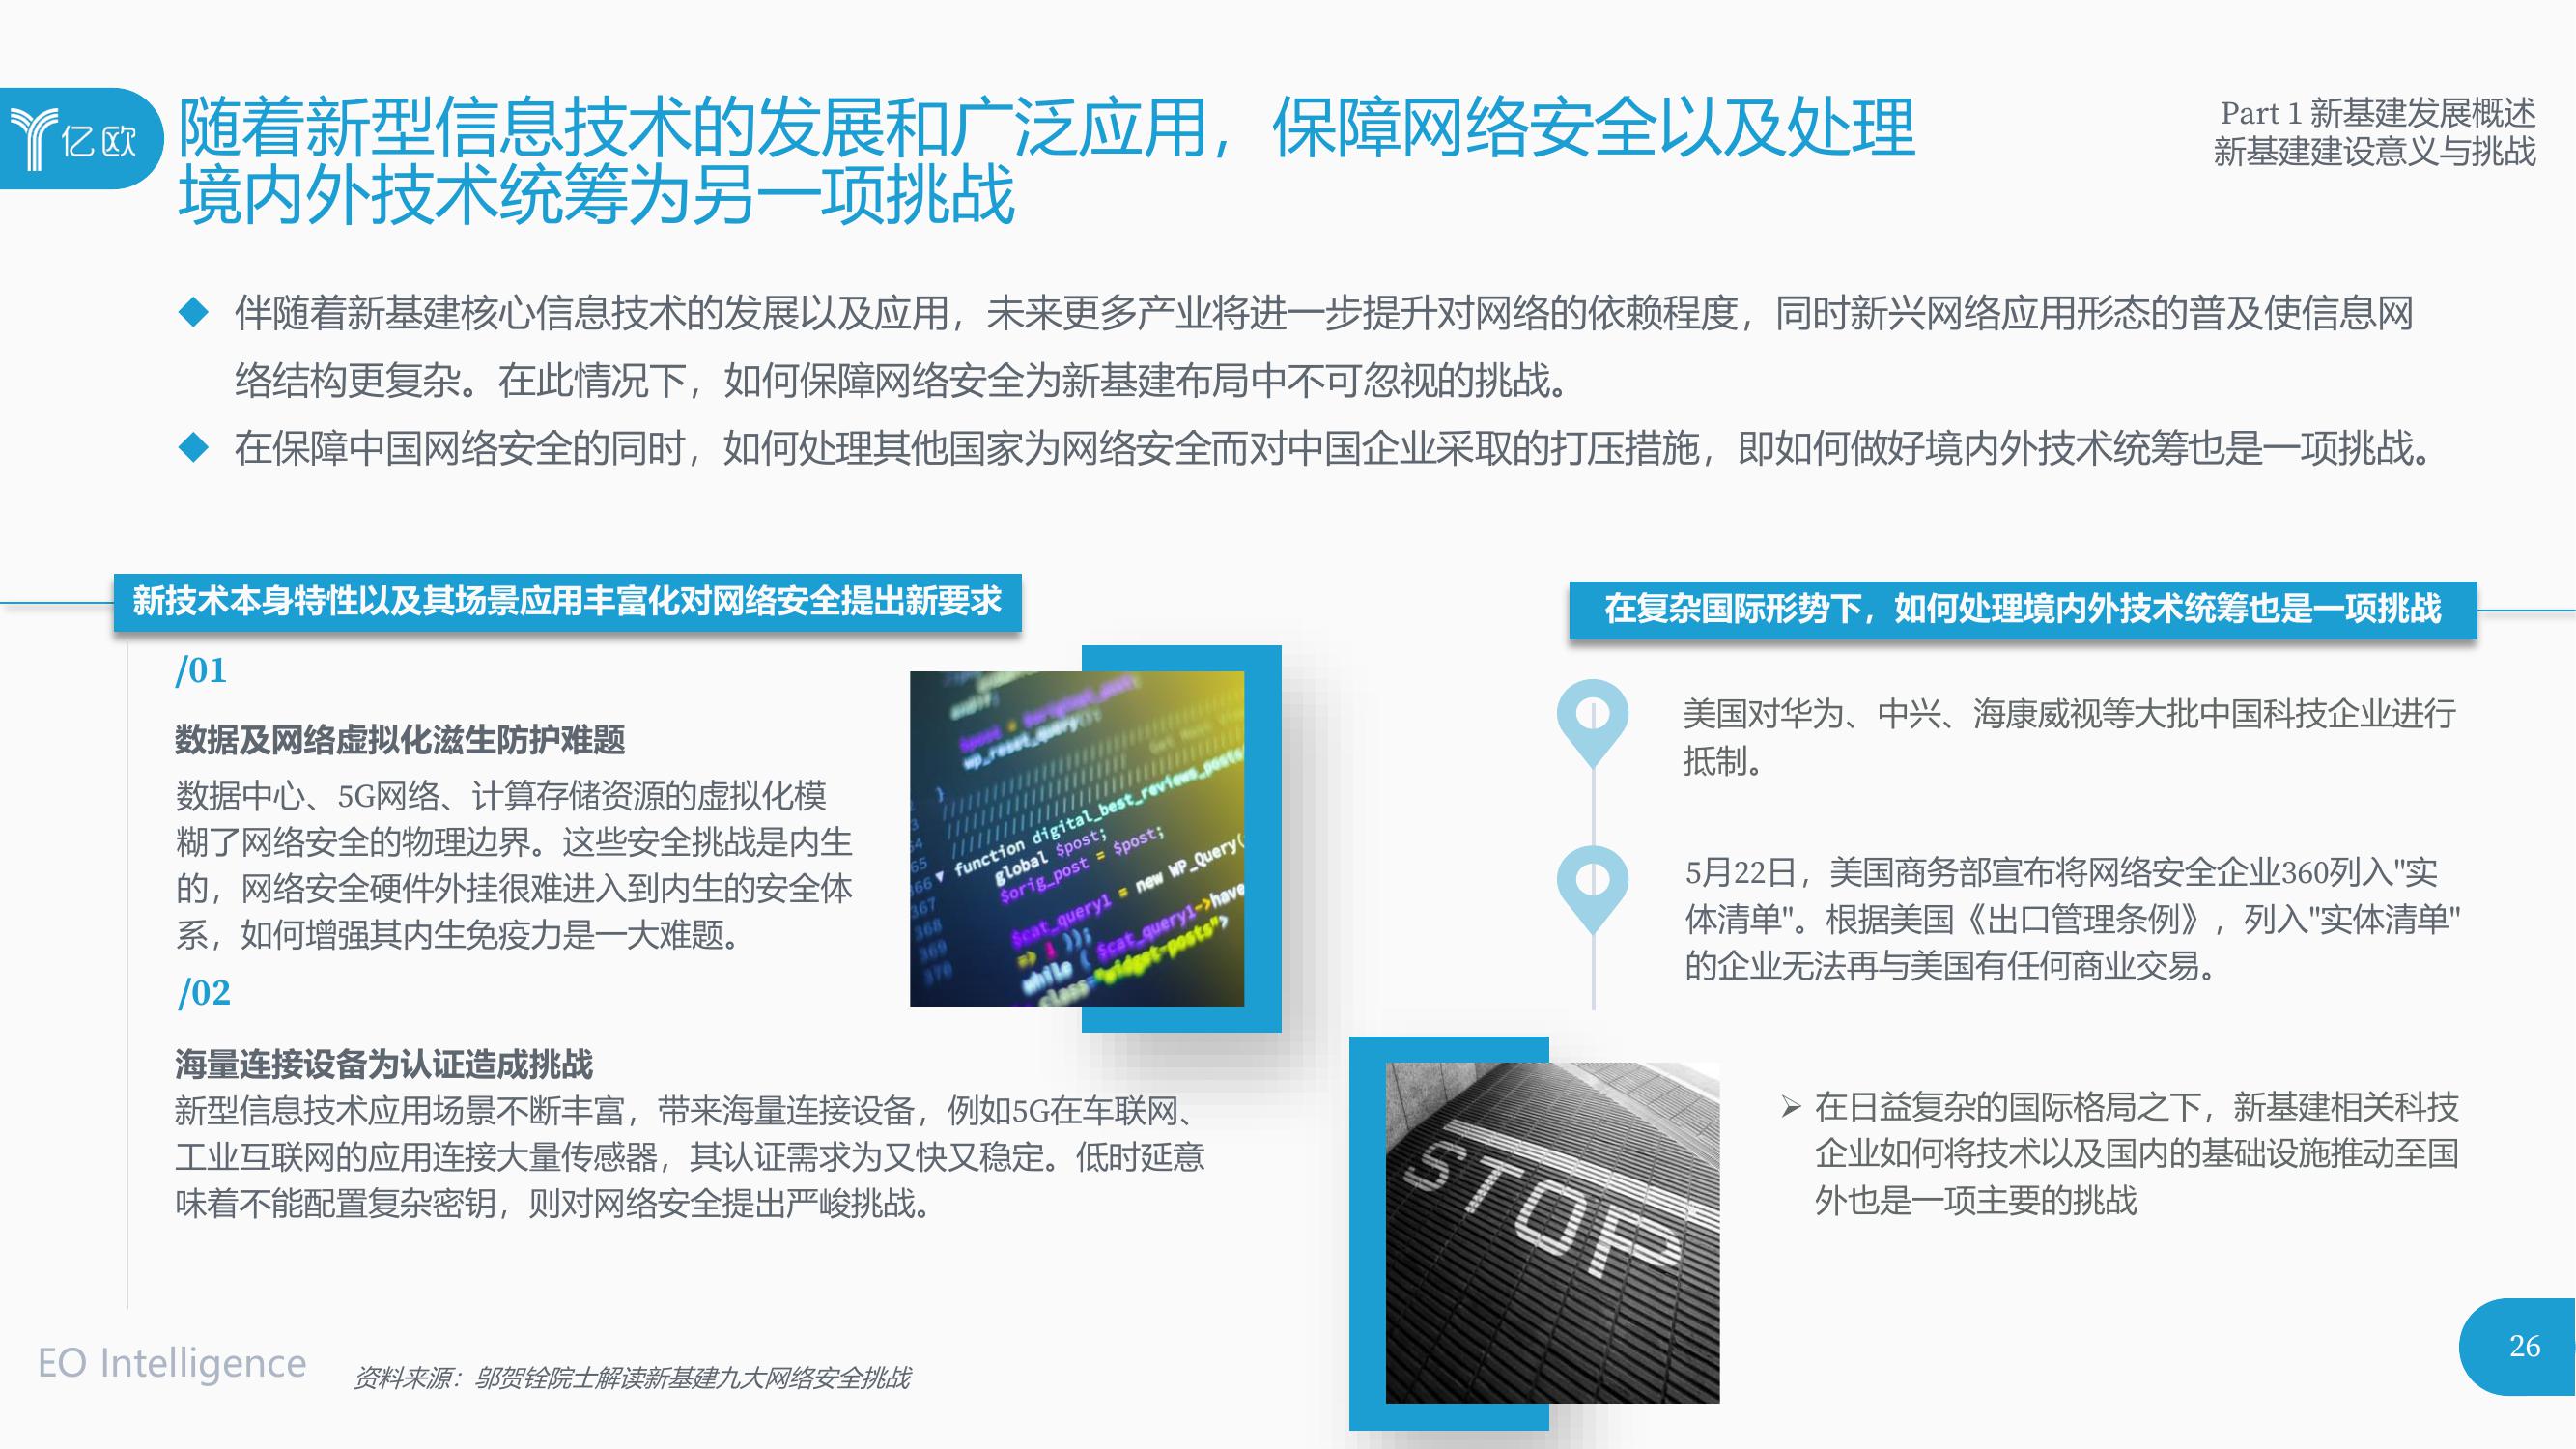 亿欧
随着新型信息技术的发展和广泛应用，保障网络安全以及处理
境内外技术统筹为另一项挑战
Part 1 新基建发展概述
新基建建设意义与挑战
伴随着新基建核心信息技术的发展以及应用，未来更多产业将进一步提升对网络的依赖程度，同时新兴网络应用形态的普及使信息网
络结构更复杂。在此情况下，如何保障网络安全为新基建布局中不可忽视的挑战。
在保障中国网络安全的同时，如何处理其他国家为网络安全而对中国企业采取的打压措施，即如何做好境内外技术统筹也是一项挑战。
新技术本身特性以及其场景应用丰富化对网络安全提出新要求
/01
数据及网络虚拟化滋生防护难题
数据中心、5G网络、计算存储资源的虚拟化模
糊了网络安全的物理边界。这些安全挑战是内生
的，网络安全硬件外挂很难进入到内生的安全体
系，如何增强其内生免疫力是一大难题。
/02
海量连接设备为认证造成挑战
新型信息技术应用场景不断丰富，带来海量连接设备，例如5G在车联网、
工业互联网的应用连接大量传感器，其认证需求为又快又稳定。低时延意
味着不能配置复杂密钥，则对网络安全提出严峻挑战。
$post = $original_post;
wp_reset_query();
}
function digital_best_reviews_posts
global $post;
366
$orig_post = $post;
367
$cat_query1 = new WP_Query(
368
=> 1 ));
$cat_query1->have
369
while (
370
class="widget-posts">
在复杂国际形势下，如何处理境内外技术统筹也是一项挑战
美国对华为、中兴、海康威视等大批中国科技企业进行
抵制。
5月22日，美国商务部宣布将网络安全企业360列入"实
体清单"。根据美国《出口管理条例》，列入"实体清单"
的企业无法再与美国有任何商业交易。
STOP
在日益复杂的国际格局之下，新基建相关科技
企业如何将技术以及国内的基础设施推动至国
外也是一项主要的挑战
EO Intelligence
资料来源：邬贺铨院士解读新基建九大网络安全挑战
26